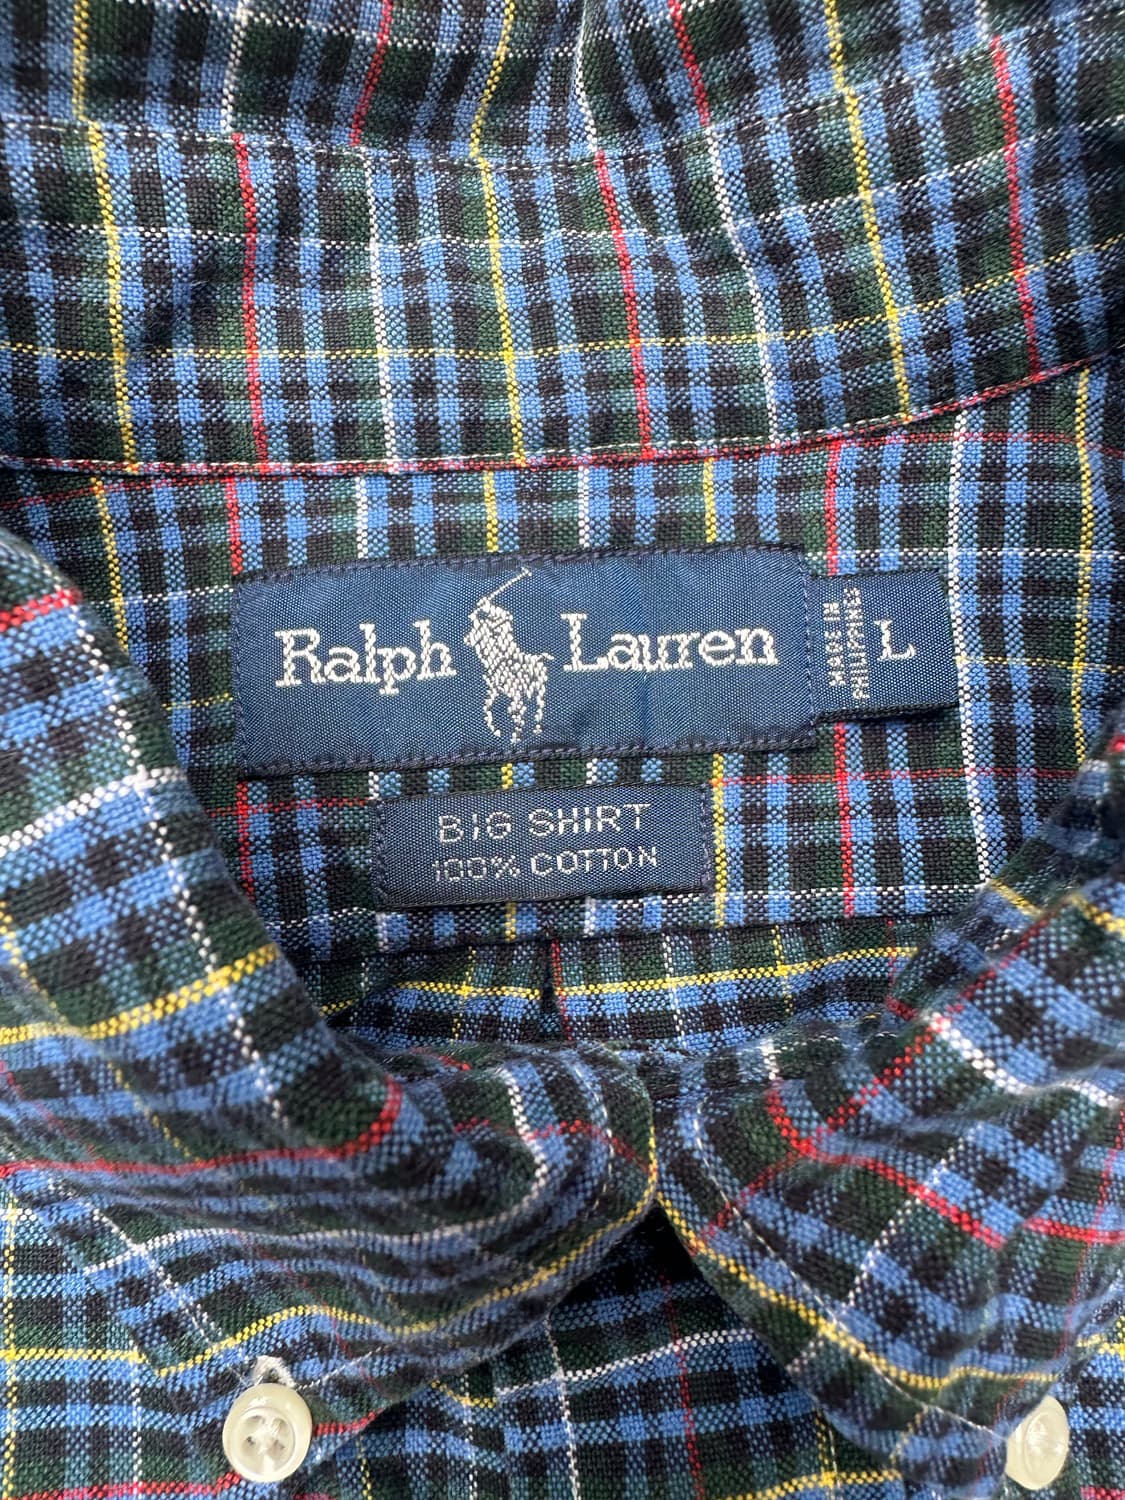 Ralph Lauren
MADE IN
PHILIPPINES
L
BIG SHIRT
100% COTTON